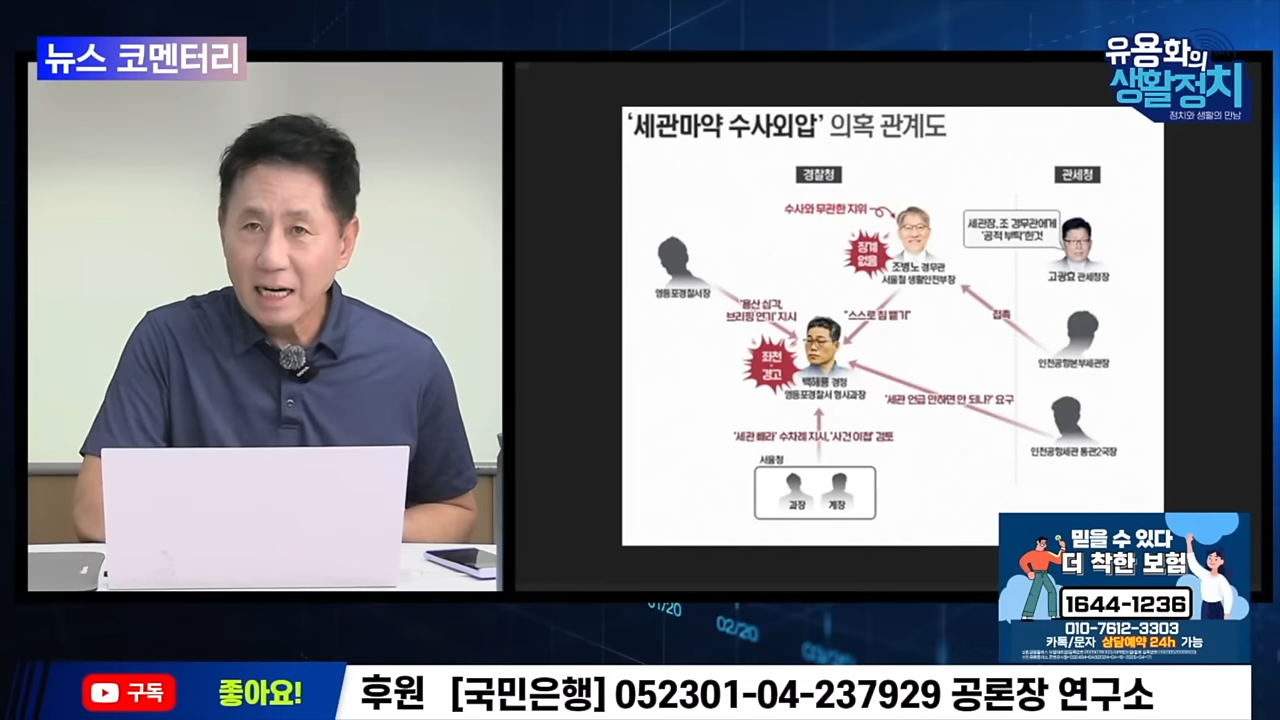 뉴스 코멘터리
유용화의
생활정치
정치와 생활의 만남
'세관마약 수사외압' 의혹 관계도
경찰청
관세청
수사와 무관한 지위
징계
없음
조병노 경무관
서울청 생활안전부장
세관장, 조 경무관에게
'공적 부탁'한것
고광효 관세청장
영등포경찰서장
'용산 심각,
브리핑 연기' 지시
"스스로 침 뱉기"
접촉
인천공항본부세관장
좌천
·
경고
백해룡 경정
영등포경찰서 형사과장
'세관 언급 안하면 안 되나?' 요구
인천공항세관 통관2국장
'세관 빼라' 수차례 지시, '사건 이첩' 검토
서울청
과장
계장
믿을 수 있다
더 착한 보험
1644-1236
010-7612-3303
카톡/문자 상담예약 24h 가능
01/20
02/20
구독
좋아요!
후원 [국민은행] 052301-04-237929 공론장 연구소